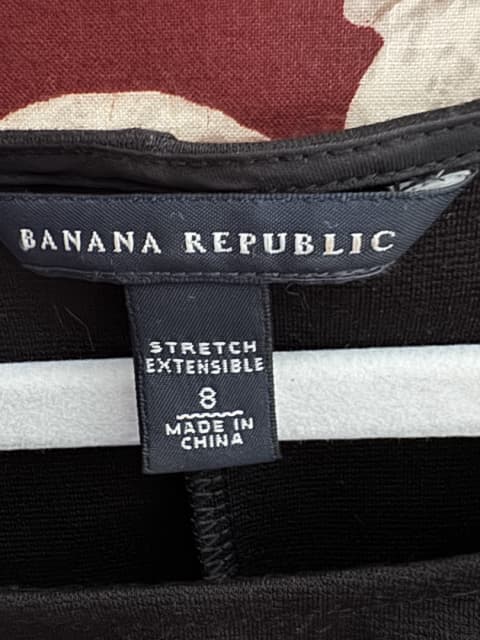 BANANA REPUBLIC
STRETCH
EXTENSIBLE
8
MADE IN
CHINA